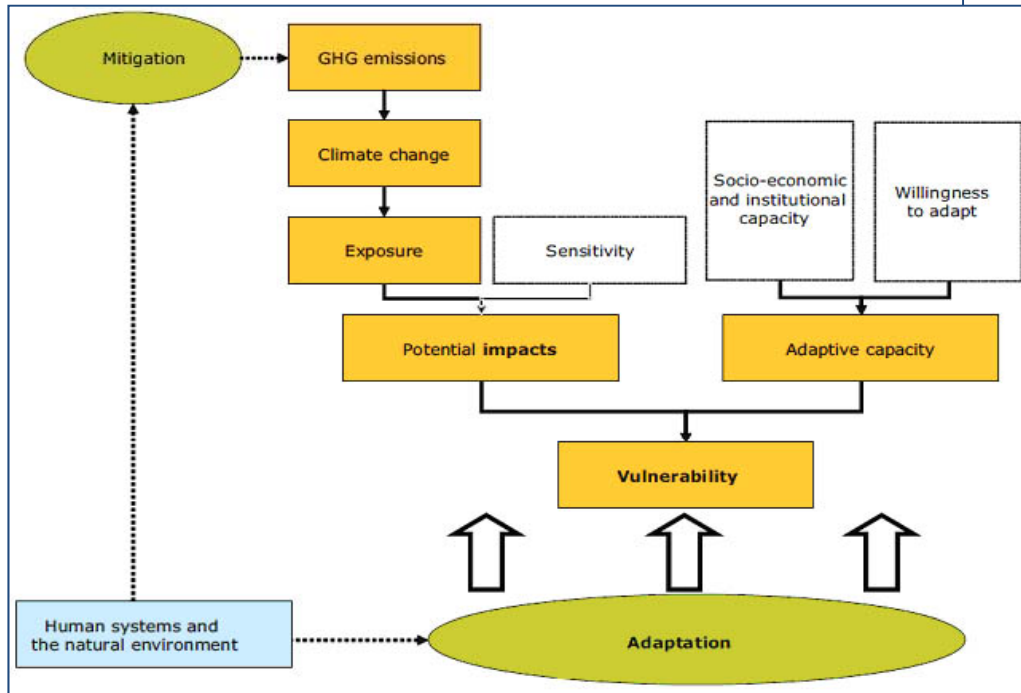 Mitigation
GHG emissions
Climate change
Socio-economic
and institutional
capacity
Willingness
to adapt
Exposure
Sensitivity
Potential impacts
Adaptive capacity
Vulnerability
Human systems and
the natural environment
Adaptation